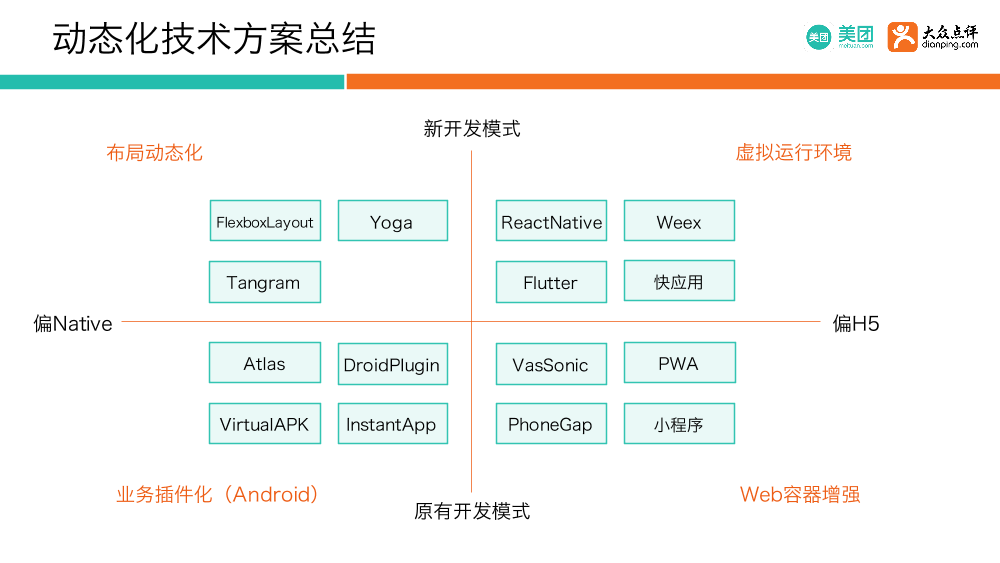 动态化技术方案总结
美团
美团
meituan.com
大众点评
dianping.com
新开发模式
布局动态化
虚拟运行环境
FlexboxLayout
Yoga
ReactNative
Weex
Tangram
Flutter
快应用
偏Native
偏H5
Atlas
DroidPlugin
VasSonic
PWA
VirtualAPK
InstantApp
PhoneGap
小程序
业务插件化（Android）
Web容器增强
原有开发模式